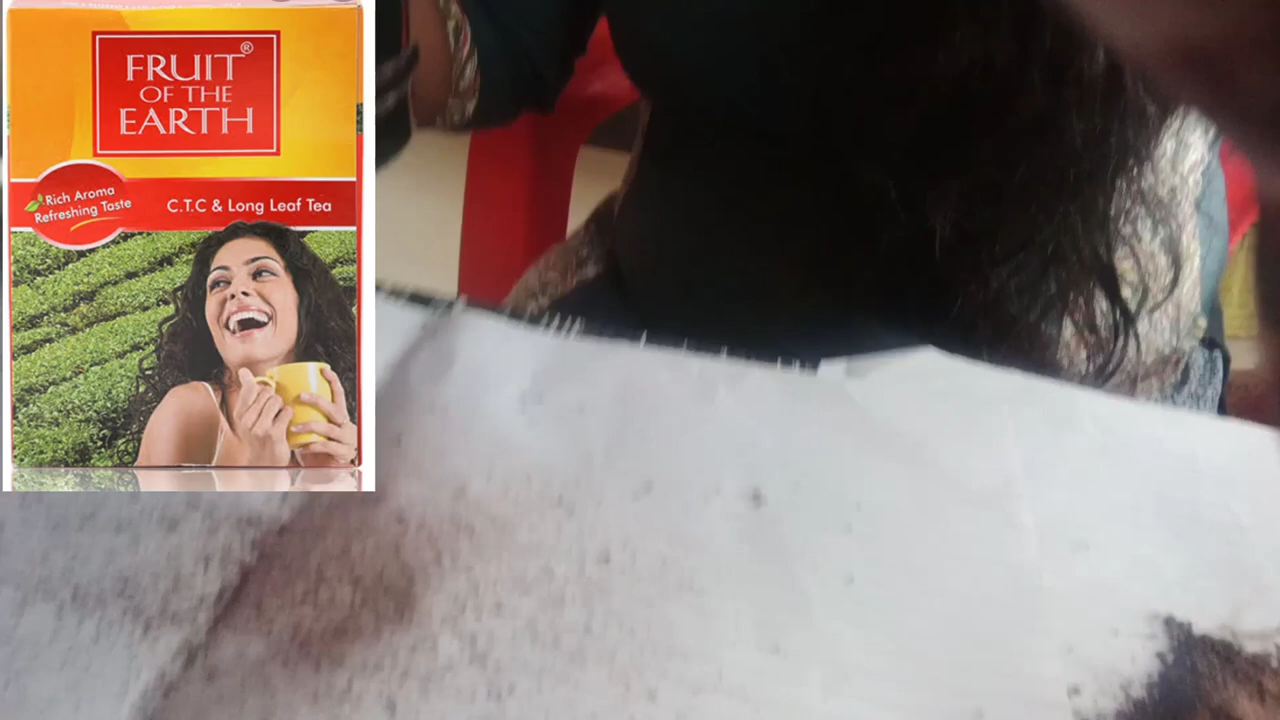 FRUIT®
OF THE
EARTH
Rich Aroma
Refreshing Taste
C.T.C & Long Leaf Tea